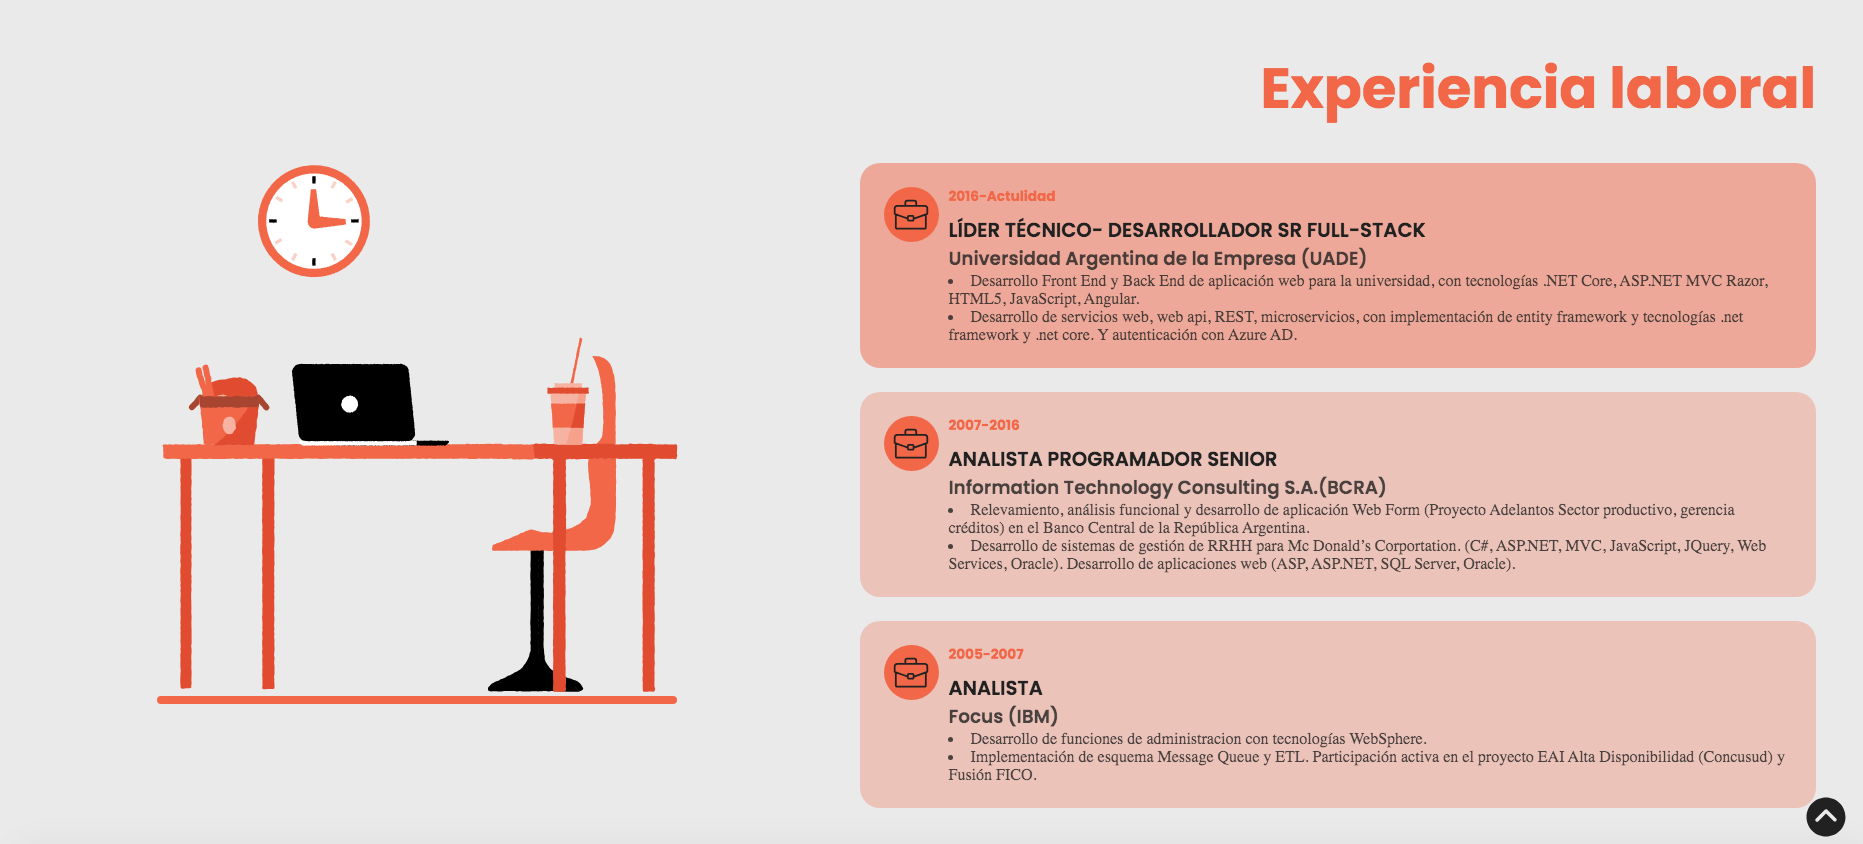 Experiencia laboral
2016-Actulidad
LÍDER TÉCNICO- DESARROLLADOR SR FULL-STACK
Universidad Argentina de la Empresa (UADE)
• Desarrollo Front End y Back End de aplicación web para la universidad, con tecnologías .NET Core, ASP.NET MVC Razor,
HTML5, JavaScript, Angular.
• Desarrollo de servicios web, web api, REST, microservicios, con implementación de entity framework y tecnologías .net
framework y .net core. Y autenticación con Azure AD.
2007-2016
ANALISTA PROGRAMADOR SENIOR
Information Technology Consulting S.A.(BCRA)
• Relevamiento, análisis funcional y desarrollo de aplicación Web Form (Proyecto Adelantos Sector productivo, gerencia
créditos) en el Banco Central de la República Argentina.
• Desarrollo de sistemas de gestión de RRHH para Mc Donald’s Corportation. (C#, ASP.NET, MVC, JavaScript, JQuery, Web
Services, Oracle). Desarrollo de aplicaciones web (ASP, ASP.NET, SQL Server, Oracle).
2005-2007
ANALISTA
Focus (IBM)
• Desarrollo de funciones de administracion con tecnologías WebSphere.
• Implementación de esquema Message Queue y ETL. Participación activa en el proyecto EAI Alta Disponibilidad (Concusud) y
Fusión FICO.